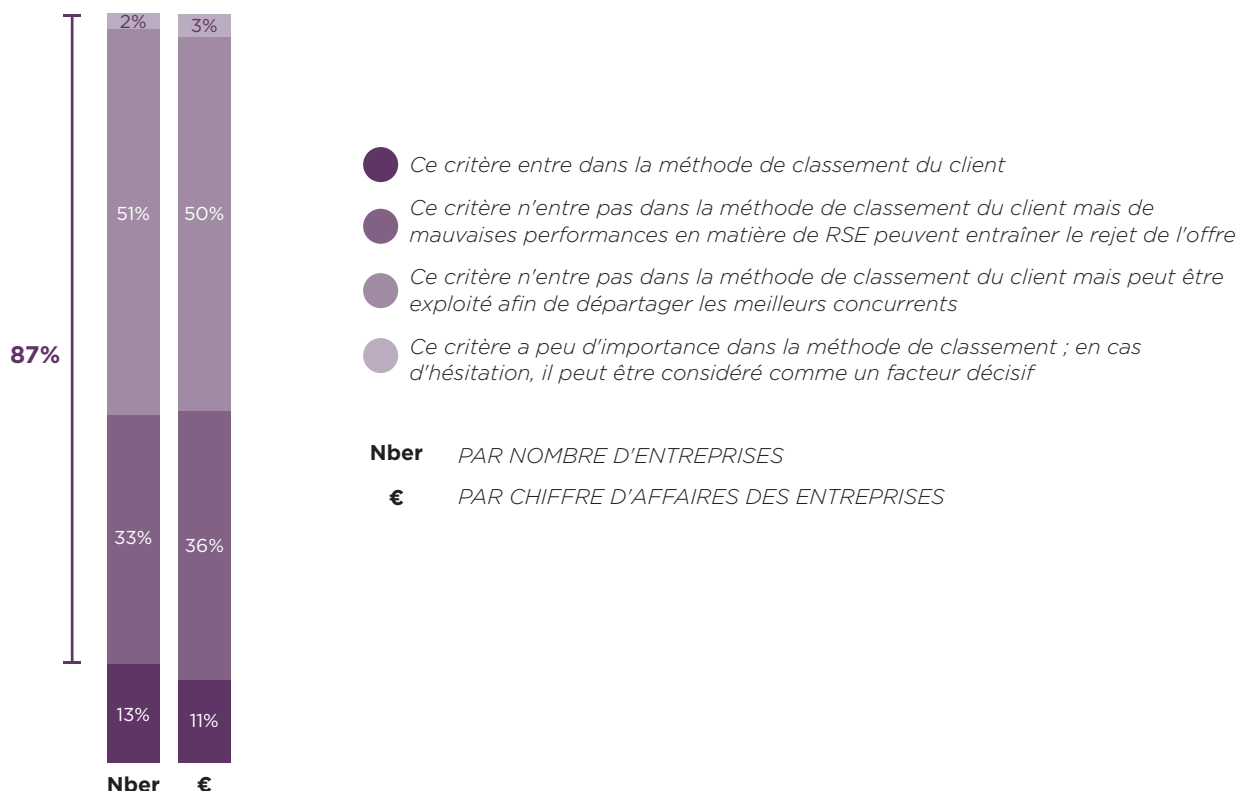 2%
3%
51%
50%
87%
33%
36%
13%
11%
Nber
€
Ce critère entre dans la méthode de classement du client
Ce critère n'entre pas dans la méthode de classement du client mais de
mauvaises performances en matière de RSE peuvent entraîner le rejet de l'offre
Ce critère n'entre pas dans la méthode de classement du client mais peut être
exploité afin de départager les meilleurs concurrents
Ce critère a peu d'importance dans la méthode de classement ; en cas
d'hésitation, il peut être considéré comme un facteur décisif
Nber PAR NOMBRE D'ENTREPRISES
€ PAR CHIFFRE D'AFFAIRES DES ENTREPRISES